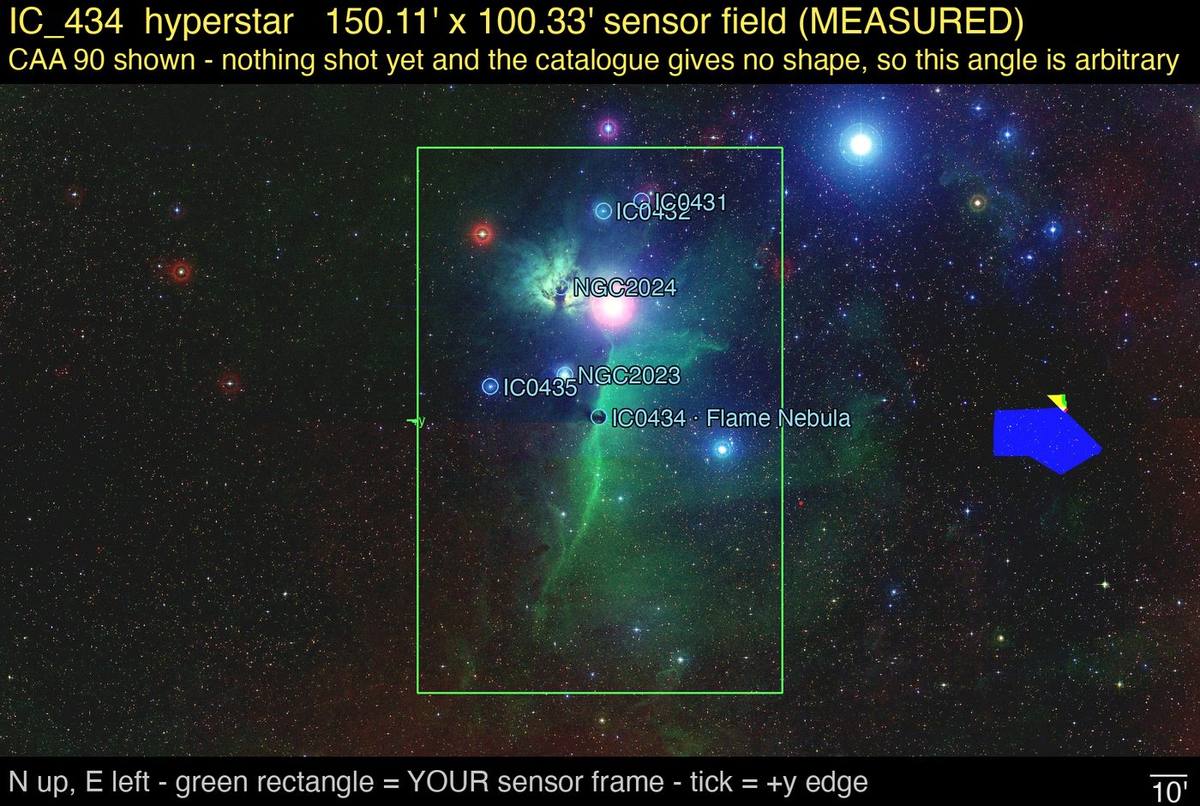 IC_434 hyperstar 150.11' x 100.33' sensor field (MEASURED)
CAA 90 shown - nothing shot yet and the catalogue gives no shape, so this angle is arbitrary
IC0431
IC0432
NGC2024
NGC2023
IC0435
IC0434 · Flame Nebula
+y
N up, E left - green rectangle = YOUR sensor frame - tick = +y edge
10'